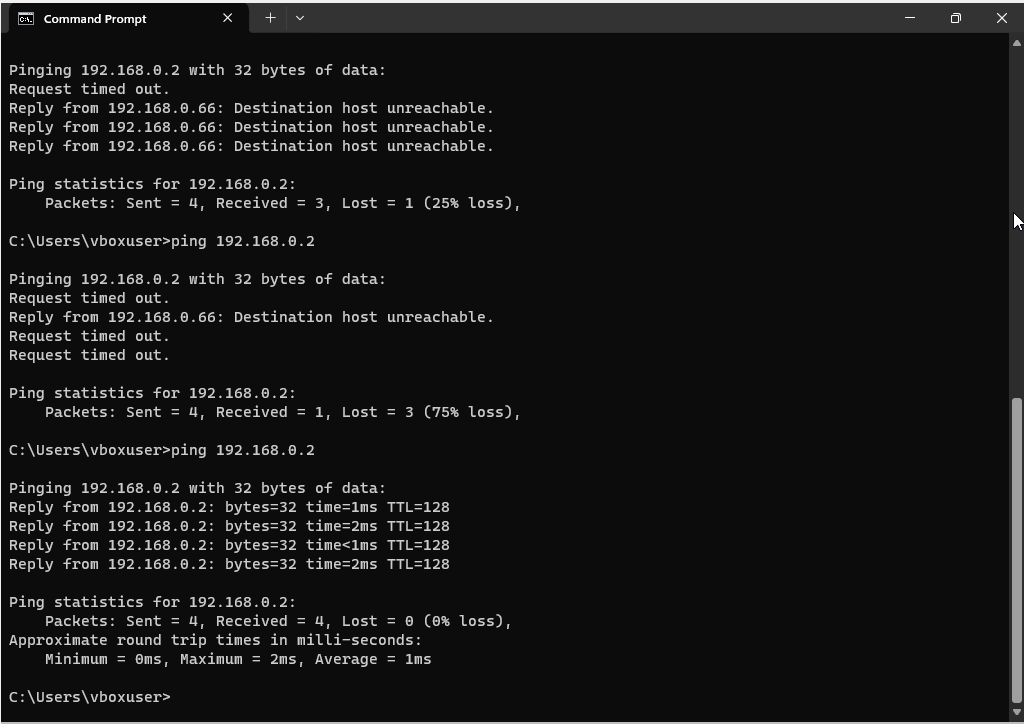 Command Prompt
Pinging 192.168.0.2 with 32 bytes of data:
Request timed out.
Reply from 192.168.0.66: Destination host unreachable.
Reply from 192.168.0.66: Destination host unreachable.
Reply from 192.168.0.66: Destination host unreachable.
Ping statistics for 192.168.0.2:
    Packets: Sent = 4, Received = 3, Lost = 1 (25% loss),
C:\Users\vboxuser>ping 192.168.0.2
Pinging 192.168.0.2 with 32 bytes of data:
Request timed out.
Reply from 192.168.0.66: Destination host unreachable.
Request timed out.
Request timed out.
Ping statistics for 192.168.0.2:
    Packets: Sent = 4, Received = 1, Lost = 3 (75% loss),
C:\Users\vboxuser>ping 192.168.0.2
Pinging 192.168.0.2 with 32 bytes of data:
Reply from 192.168.0.2: bytes=32 time=1ms TTL=128
Reply from 192.168.0.2: bytes=32 time=2ms TTL=128
Reply from 192.168.0.2: bytes=32 time<1ms TTL=128
Reply from 192.168.0.2: bytes=32 time=2ms TTL=128
Ping statistics for 192.168.0.2:
    Packets: Sent = 4, Received = 4, Lost = 0 (0% loss),
Approximate round trip times in milli-seconds:
    Minimum = 0ms, Maximum = 2ms, Average = 1ms
C:\Users\vboxuser>